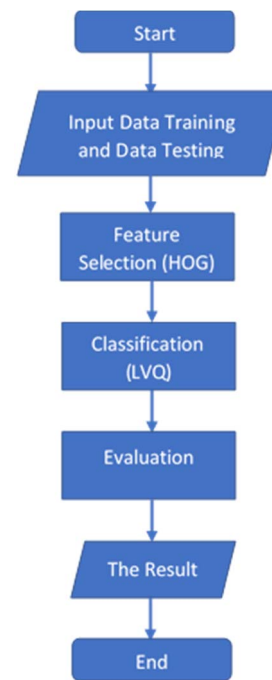 Start
Input Data Training
and Data Testing
Feature
Selection (HOG)
Classification
(LVQ)
Evaluation
The Result
End